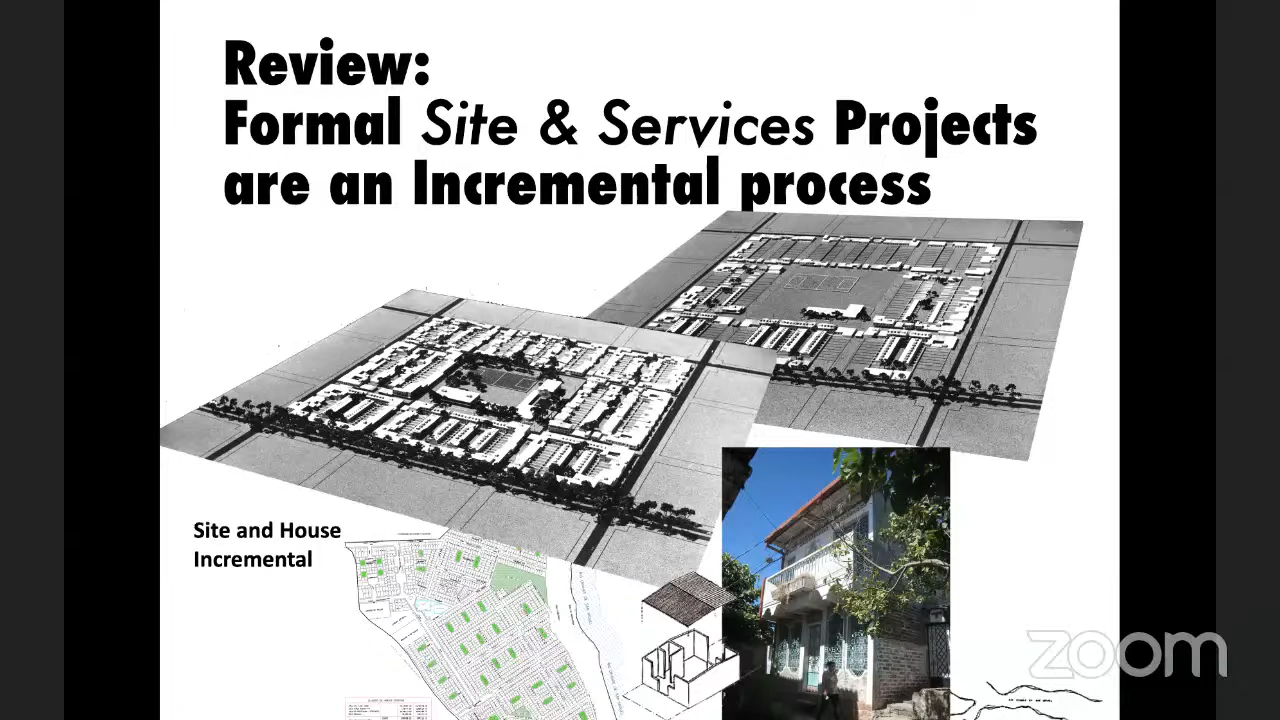 Review:
Formal Site & Services Projects
are an Incremental process
Site and House
Incremental
zoom